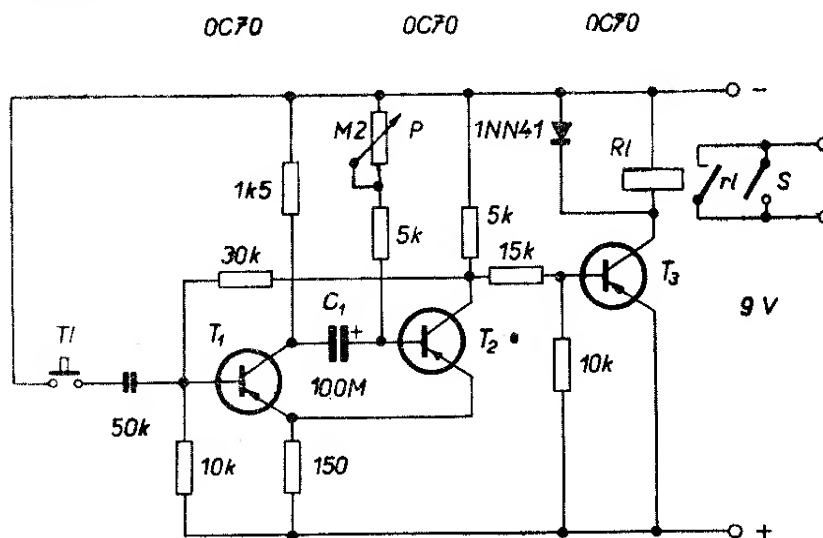 OC70 OC70 OC70
M2 P 1NN41 Rl −
1k5 rl S
5k 5k
30k 15k
C₁ + T₃
9 V
Tl T₁ T₂
100M 10k
50k
10k 150
+